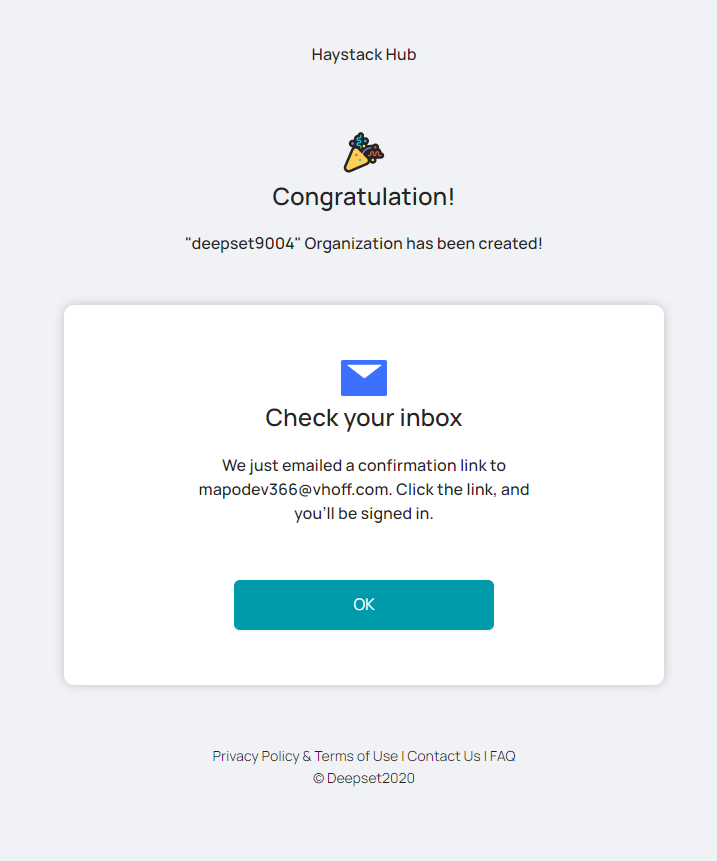 Haystack Hub
Congratulation!
"deepset9004" Organization has been created!
Check your inbox
We just emailed a confirmation link to
mapodev366@vhoff.com. Click the link, and
you'll be signed in.
OK
Privacy Policy & Terms of Use | Contact Us | FAQ
© Deepset2020